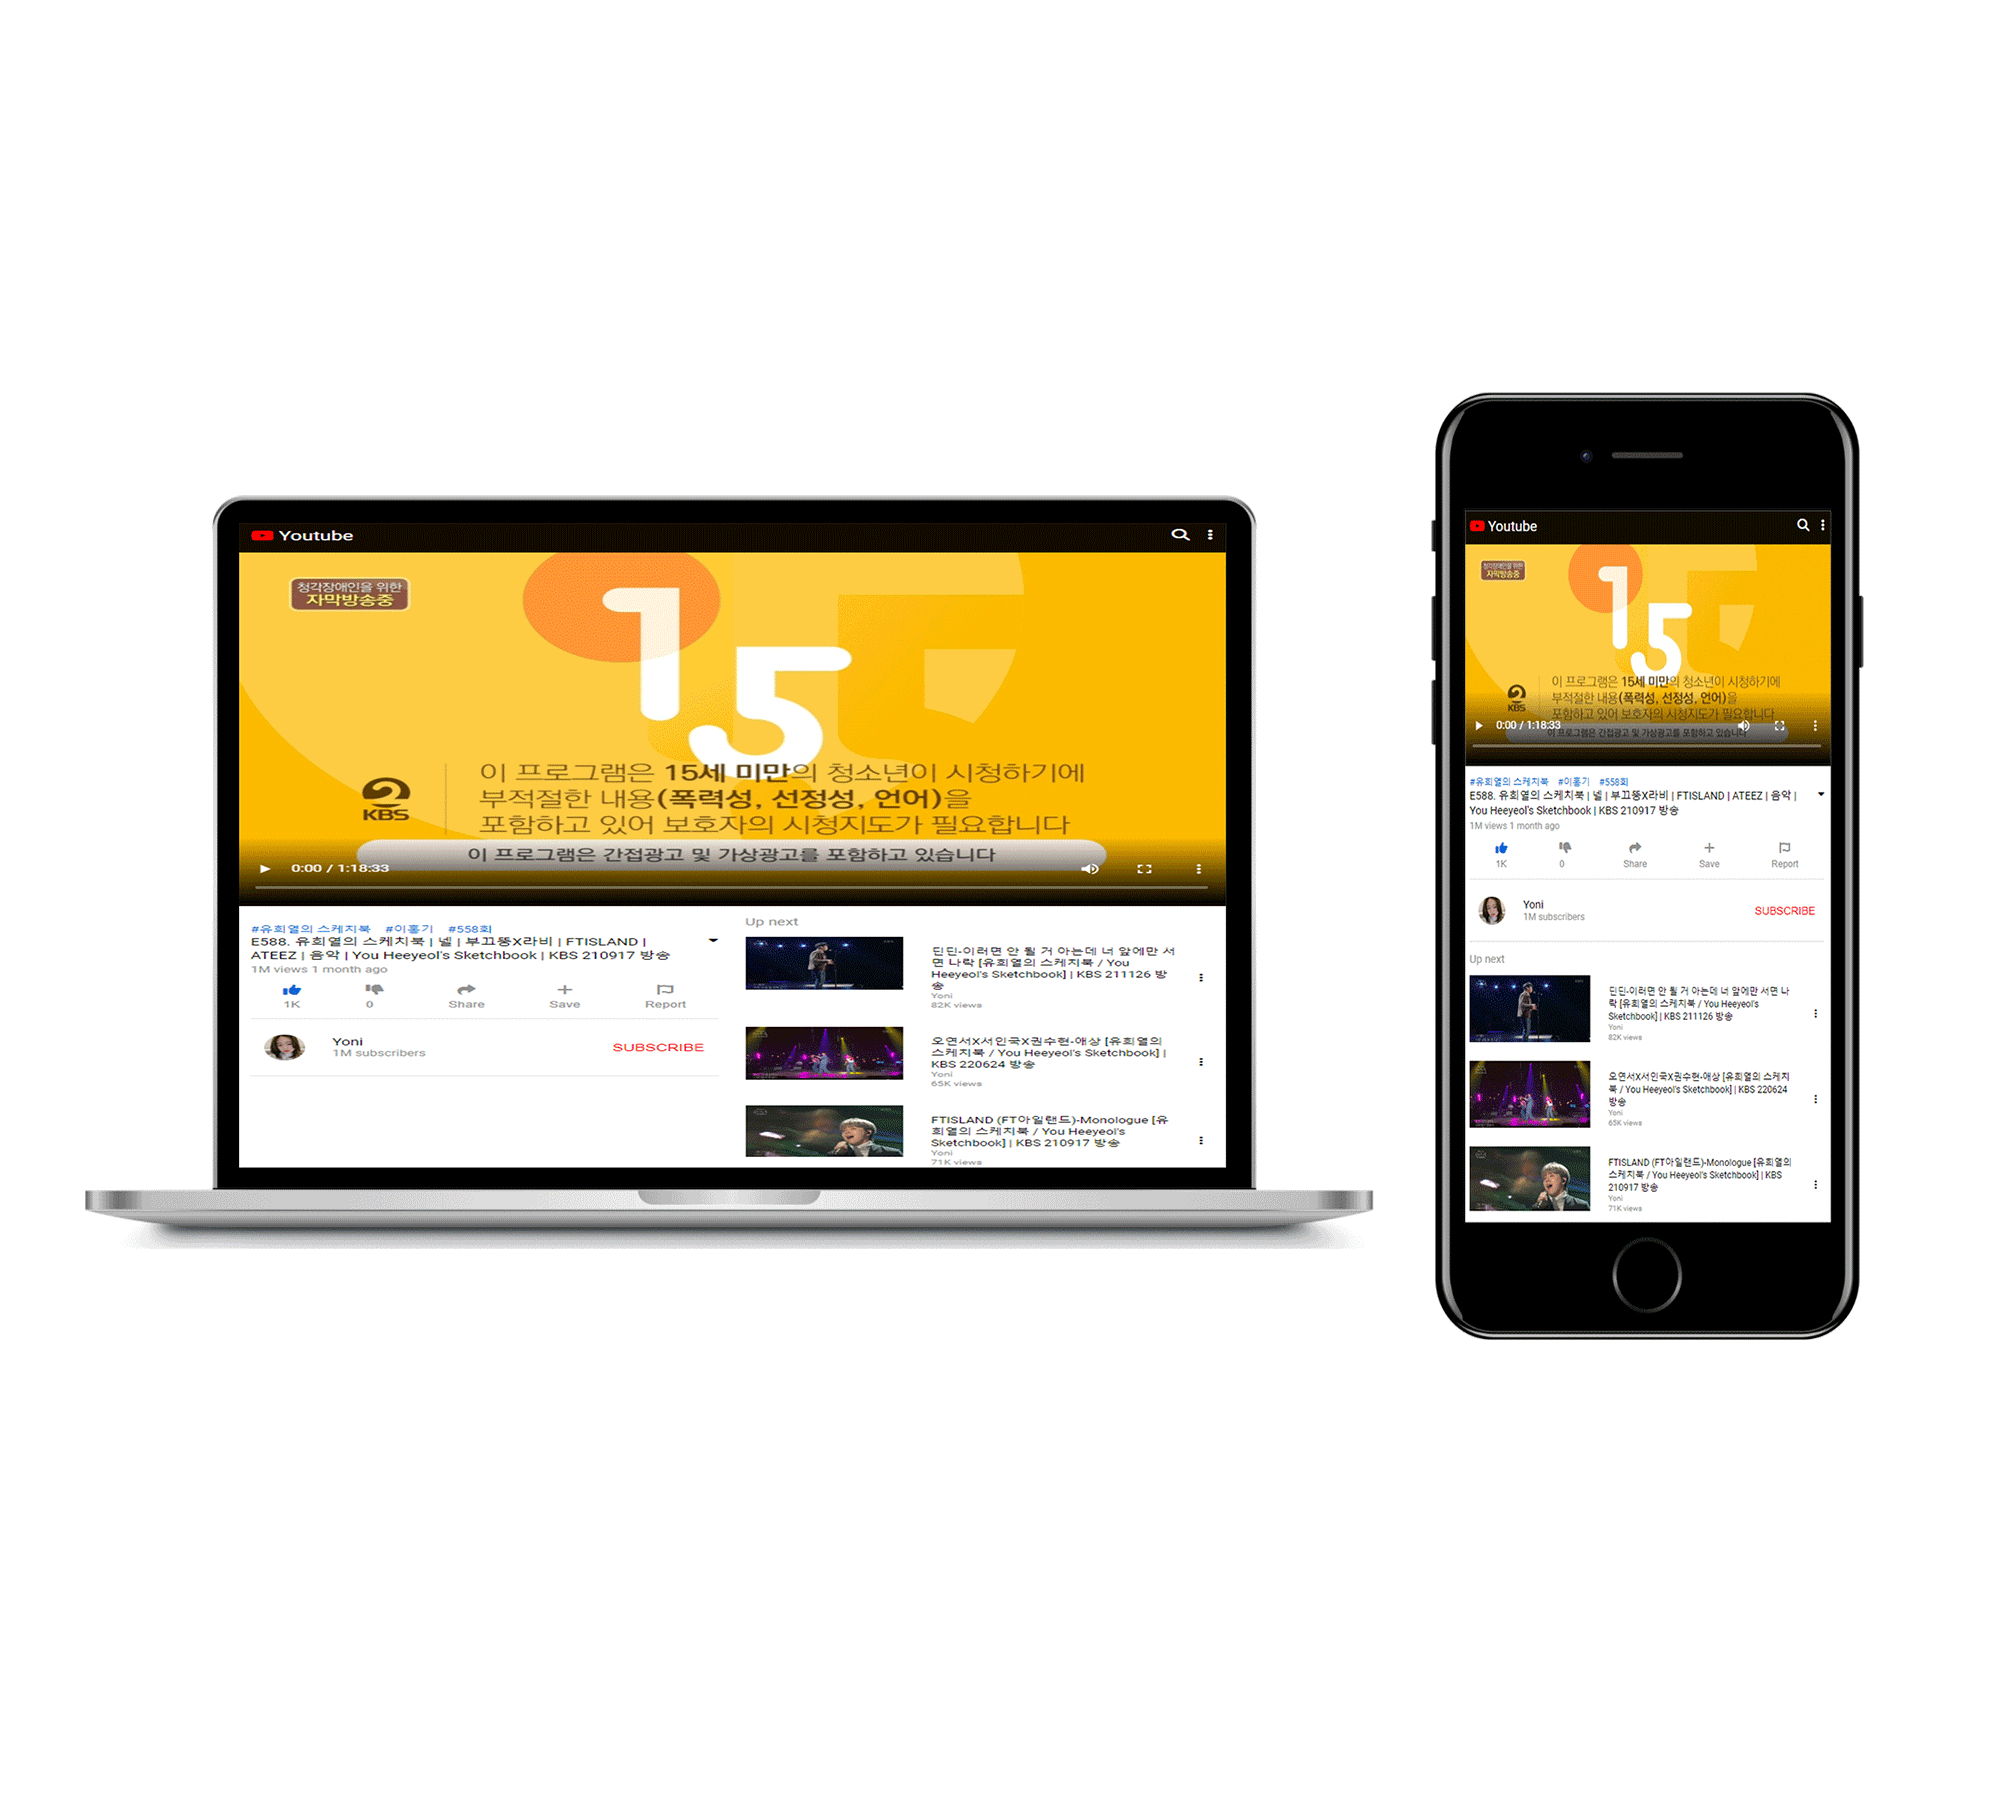 Youtube
청각장애인을 위한
자막방송중
15
이 프로그램은 15세 미만의 청소년이 시청하기에
부적절한 내용(폭력성, 선정성, 언어)을
포함하고 있어 보호자의 시청지도가 필요합니다
KBS
이 프로그램은 간접광고 및 가상광고를 포함하고 있습니다
0:00 / 1:18:33
#유희열의 스케치북 #이홍기 #558회
E588. 유희열의 스케치북 | 넬 | 부끄뚱X라비 | FTISLAND |
ATEEZ | 음악 | You Heeyeol's Sketchbook | KBS 210917 방송
1M views 1 month ago
1K 0 Share Save Report
Yoni
1M subscribers
SUBSCRIBE
Up next
딘딘-이러면 안 될 거 아는데 너 앞에만 서
면 나락 [유희열의 스케치북 / You
Heeyeol's Sketchbook] | KBS 211126 방
송
Yoni
82K views
오연서X서인국X권수현-애상 [유희열의
스케치북 / You Heeyeol's Sketchbook] |
KBS 220624 방송
Yoni
65K views
FTISLAND (FT아일랜드)-Monologue [유
희열의 스케치북 / You Heeyeol's
Sketchbook] | KBS 210917 방송
Yoni
71K views
Youtube
청각장애인을 위한
자막방송중
15
이 프로그램은 15세 미만의 청소년이 시청하기에
부적절한 내용(폭력성, 선정성, 언어)을
포함하고 있어 보호자의 시청지도가 필요합니다
KBS
0:00 / 1:18:33
이 프로그램은 간접광고 및 가상광고를 포함하고 있습니다
#유희열의 스케치북 #이홍기 #558회
E588. 유희열의 스케치북 | 넬 | 부끄뚱X라비 | FTISLAND | ATEEZ | 음악 |
You Heeyeol's Sketchbook | KBS 210917 방송
1M views 1 month ago
1K 0 Share Save Report
Yoni
1M subscribers
SUBSCRIBE
Up next
딘딘-이러면 안 될 거 아는데 너 앞에만 서면 나
락 [유희열의 스케치북 / You Heeyeol's
Sketchbook] | KBS 211126 방송
Yoni
82K views
오연서X서인국X권수현-애상 [유희열의 스케치
북 / You Heeyeol's Sketchbook] | KBS 220624
방송
Yoni
65K views
FTISLAND (FT아일랜드)-Monologue [유희열의
스케치북 / You Heeyeol's Sketchbook] | KBS
210917 방송
Yoni
71K views